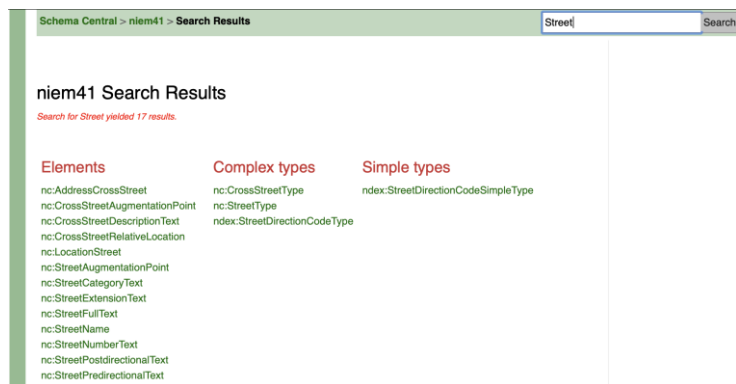 Schema Central > niem41 > Search Results
Street
Search
niem41 Search Results
Search for Street yielded 17 results.
Elements
nc:AddressCrossStreet
nc:CrossStreetAugmentationPoint
nc:CrossStreetDescriptionText
nc:CrossStreetRelativeLocation
nc:LocationStreet
nc:StreetAugmentationPoint
nc:StreetCategoryText
nc:StreetExtensionText
nc:StreetFullText
nc:StreetName
nc:StreetNumberText
nc:StreetPostdirectionalText
nc:StreetPredirectionalText
Complex types
nc:CrossStreetType
nc:StreetType
ndex:StreetDirectionCodeType
Simple types
ndex:StreetDirectionCodeSimpleType